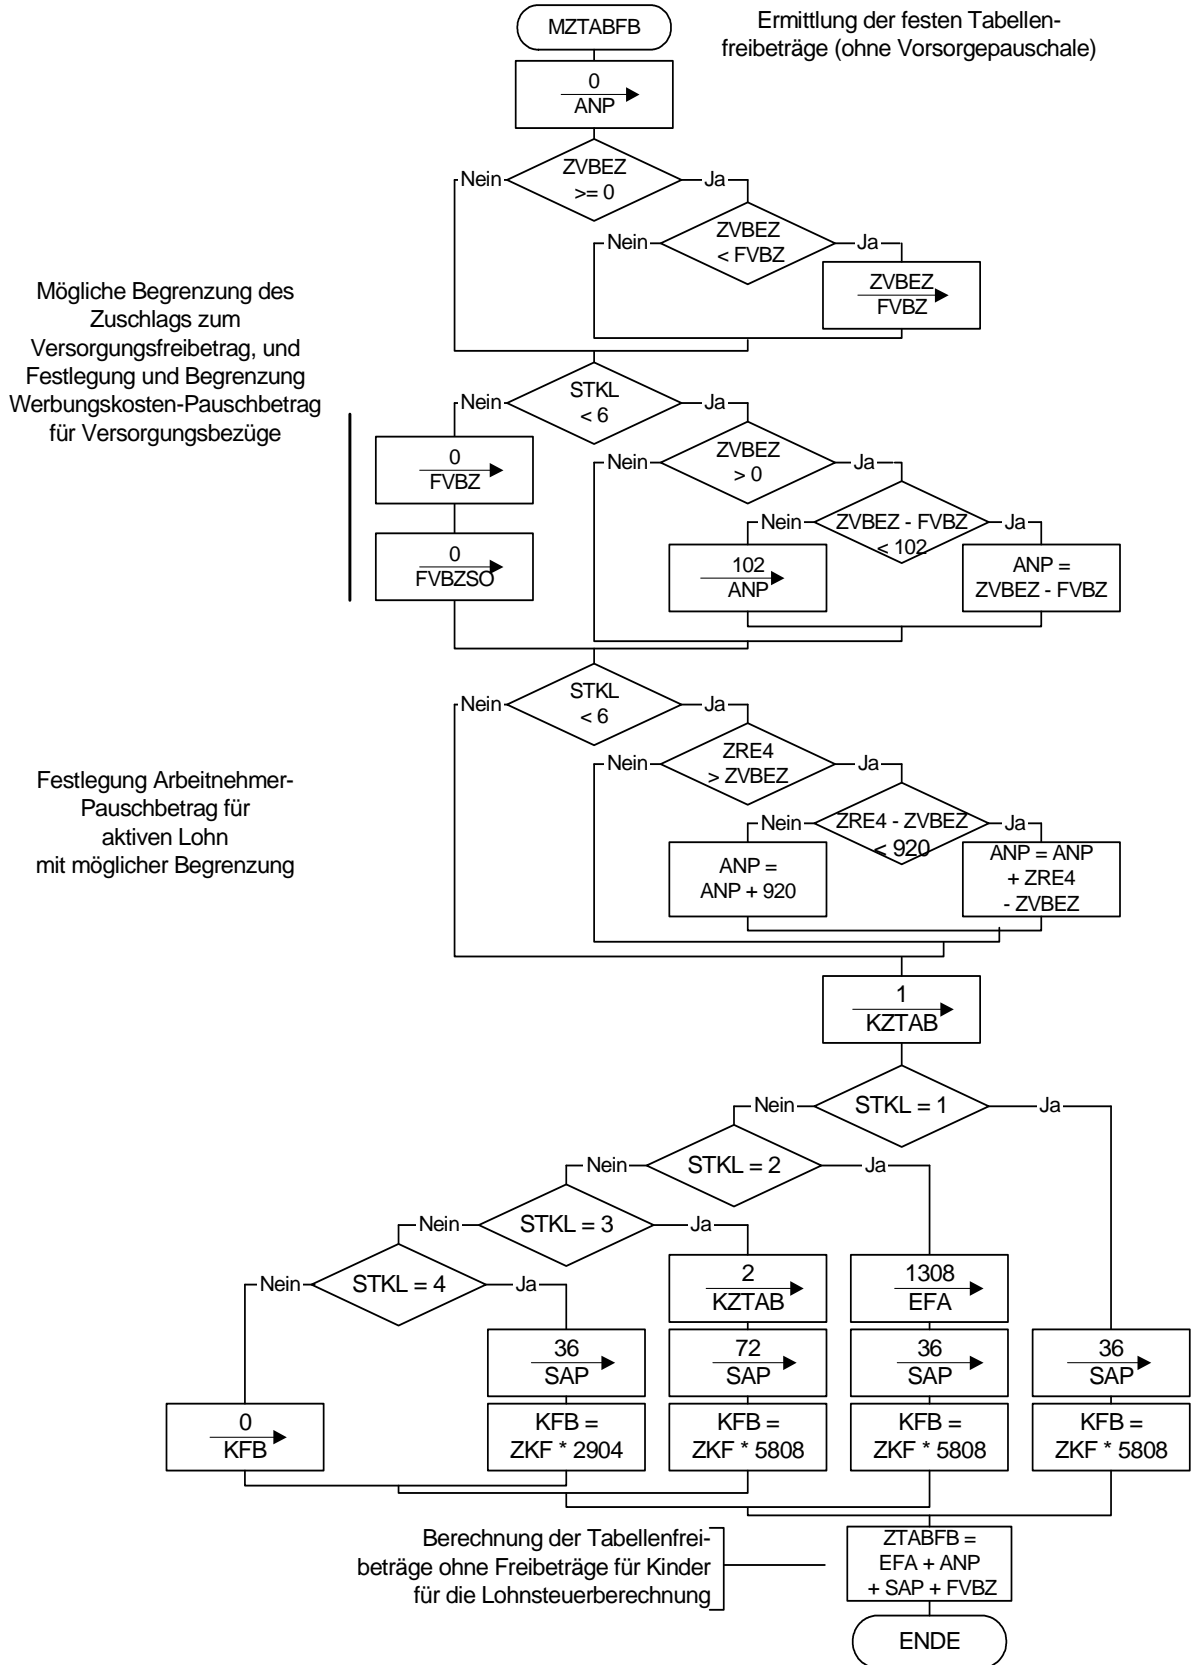 MZTABFB
Ermittlung der festen Tabellen-
freibeträge (ohne Vorsorgepauschale)
0
ANP
Nein
ZVBEZ
>= 0
Ja
Nein
ZVBEZ
< FVBZ
Ja
ZVBEZ
FVBZ
Mögliche Begrenzung des
Zuschlags zum
Versorgungsfreibetrag, und
Festlegung und Begrenzung
Werbungskosten-Pauschbetrag
für Versorgungsbezüge
Nein
STKL
< 6
Ja
0
FVBZ
0
FVBZSO
Nein
ZVBEZ
> 0
Ja
Nein
ZVBEZ - FVBZ
< 102
Ja
102
ANP
ANP =
ZVBEZ - FVBZ
Nein
STKL
< 6
Ja
Festlegung Arbeitnehmer-
Pauschbetrag für
aktiven Lohn
mit möglicher Begrenzung
Nein
ZRE4
> ZVBEZ
Ja
Nein
ZRE4 - ZVBEZ
< 920
Ja
ANP =
ANP + 920
ANP = ANP
+ ZRE4
- ZVBEZ
1
KZTAB
Nein
STKL = 1
Ja
Nein
STKL = 2
Ja
Nein
STKL = 3
Ja
Nein
STKL = 4
Ja
2
KZTAB
1308
EFA
36
SAP
72
SAP
36
SAP
36
SAP
0
KFB
KFB =
ZKF * 2904
KFB =
ZKF * 5808
KFB =
ZKF * 5808
KFB =
ZKF * 5808
Berechnung der Tabellenfrei-
beträge ohne Freibeträge für Kinder
für die Lohnsteuerberechnung
ZTABFB =
EFA + ANP
+ SAP + FVBZ
ENDE